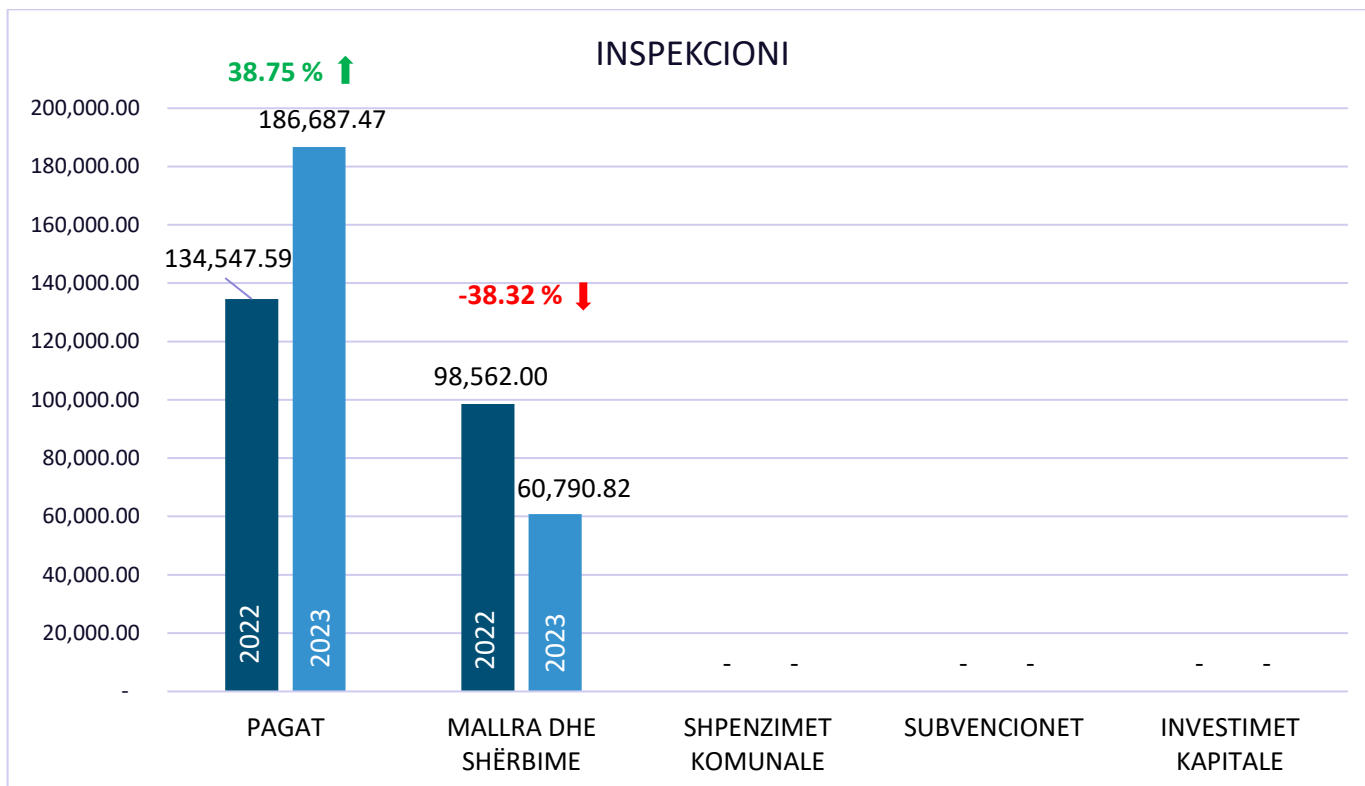 INSPEKCIONI
38.75 % ⬆
200,000.00
186,687.47
180,000.00
160,000.00
134,547.59
140,000.00
-38.32 % ⬇
120,000.00
98,562.00
100,000.00
80,000.00
60,790.82
60,000.00
40,000.00
20,000.00
2022
2023
2022
2023
- - - - - -
-
PAGAT
MALLRA DHE
SHËRBIME
SHPENZIMET
KOMUNALE
SUBVENCIONET
INVESTIMET
KAPITALE